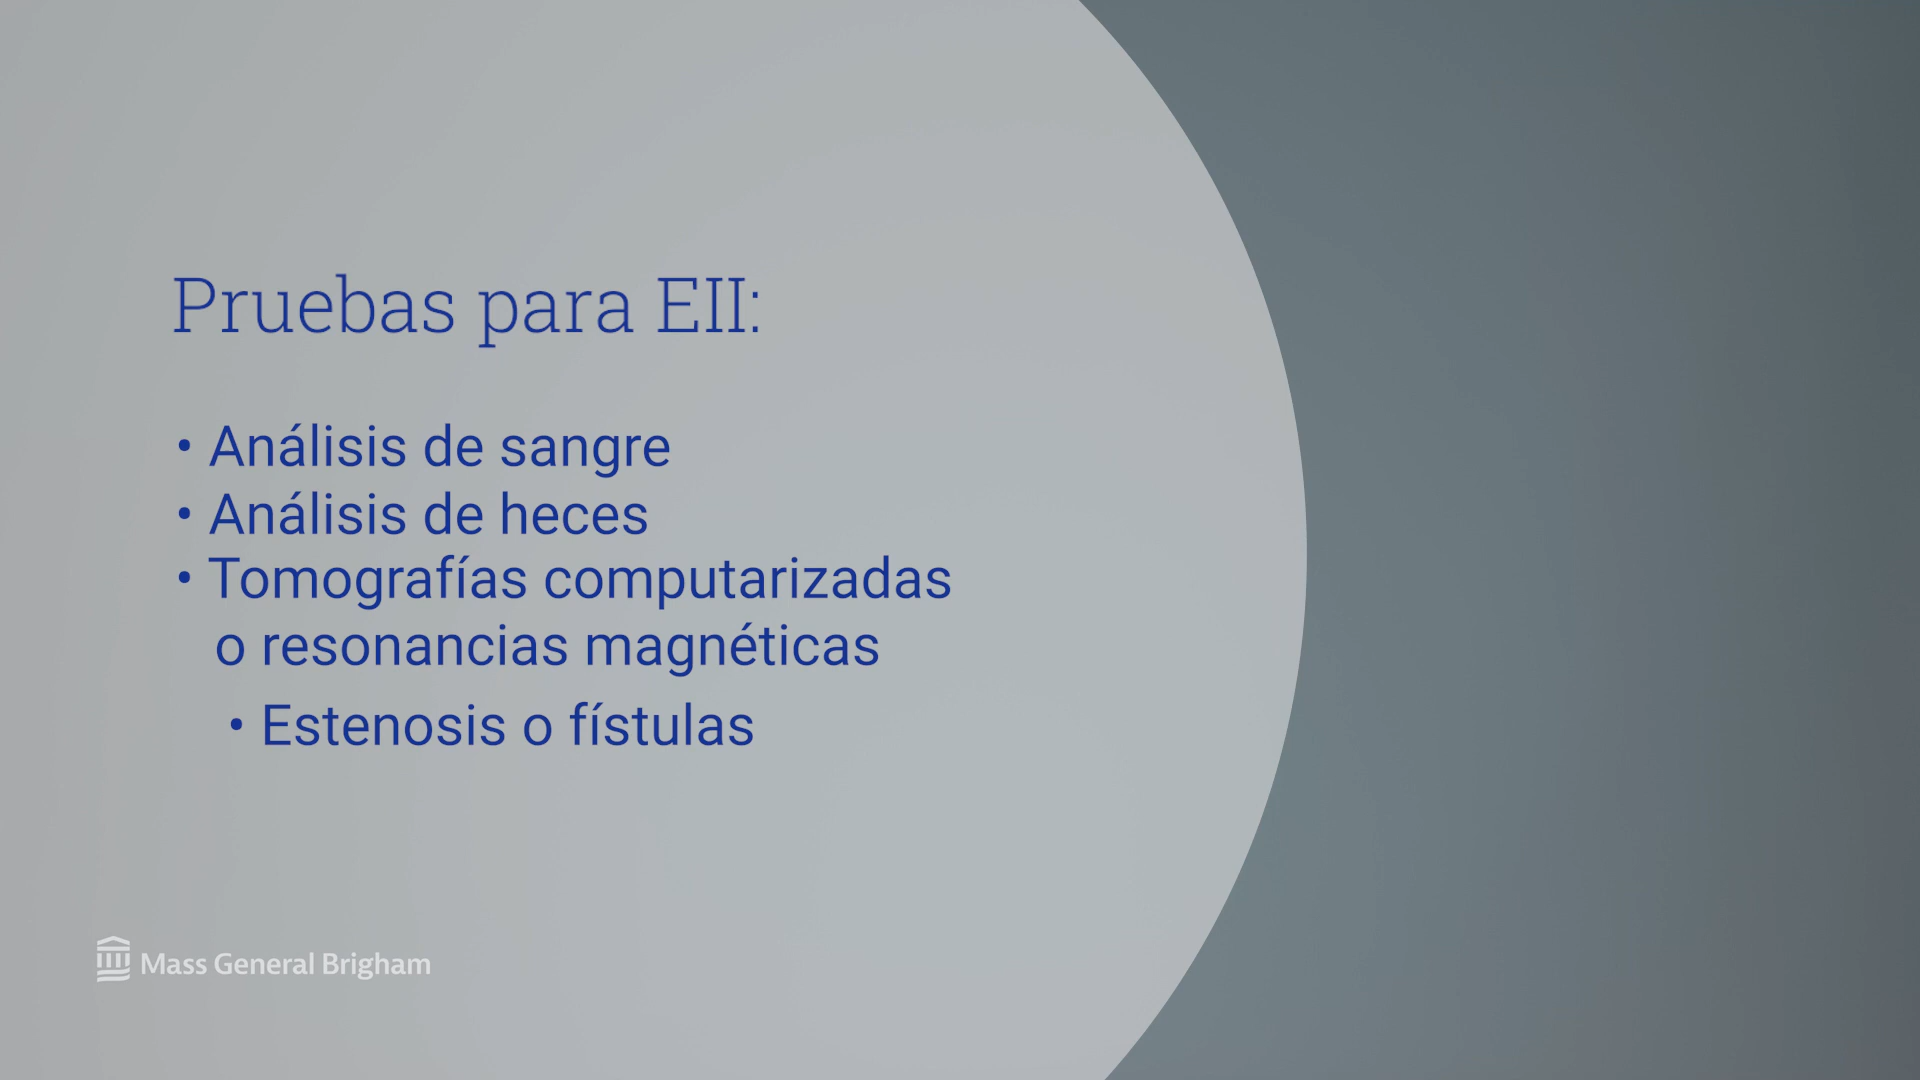 Pruebas para EII:
• Análisis de sangre
• Análisis de heces
• Tomografías computarizadas
o resonancias magnéticas
• Estenosis o fístulas
Mass General Brigham